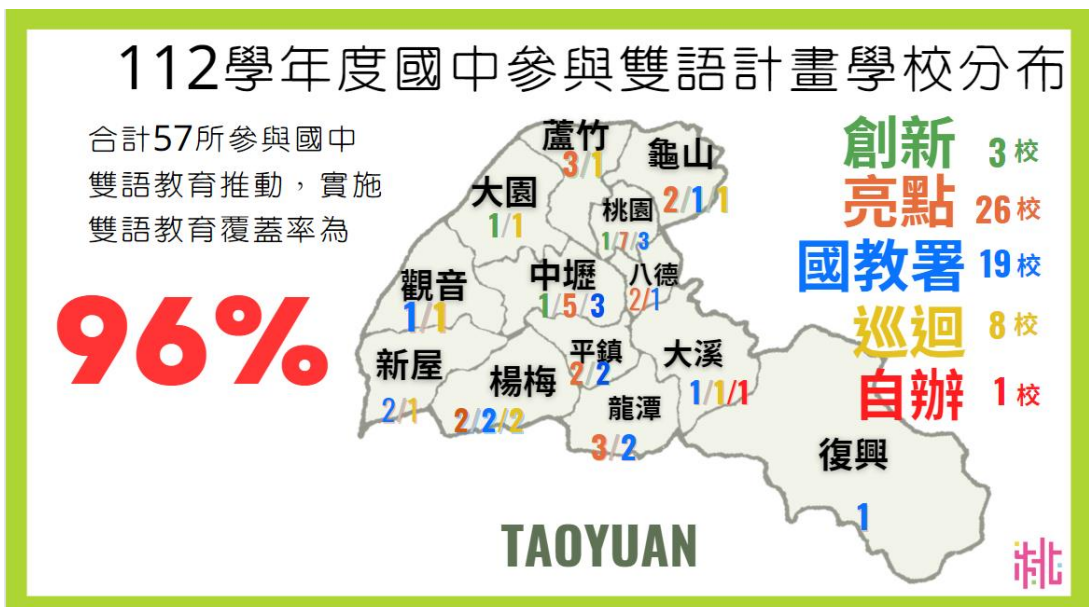 112學年度國中參與雙語計畫學校分布
合計57所參與國中
雙語教育推動，實施
雙語教育覆蓋率為
96%
蘆竹
3/1
龜山
2/1/1
大園
1/1
桃園
1/7/3
觀音
1/1
中壢
1/5/3
八德
2/1
新屋
2/1
楊梅
2/2/2
平鎮
2/2
大溪
1/1/1
龍潭
3/2
復興
1
創新 3校
亮點 26校
國教署 19校
巡迴 8校
自辦 1校
TAOYUAN